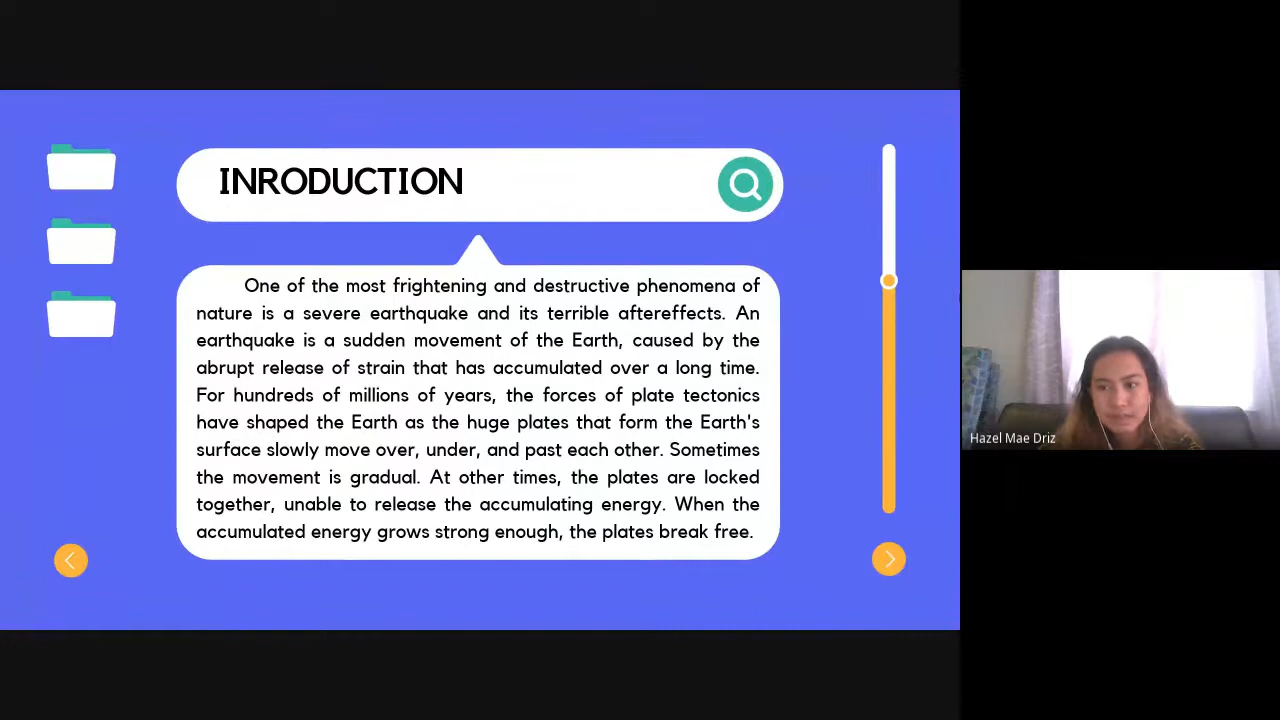 INRODUCTION
One of the most frightening and destructive phenomena of
nature is a severe earthquake and its terrible aftereffects. An
earthquake is a sudden movement of the Earth, caused by the
abrupt release of strain that has accumulated over a long time.
For hundreds of millions of years, the forces of plate tectonics
have shaped the Earth as the huge plates that form the Earth's
surface slowly move over, under, and past each other. Sometimes
the movement is gradual. At other times, the plates are locked
together, unable to release the accumulating energy. When the
accumulated energy grows strong enough, the plates break free.
Hazel Mae Driz